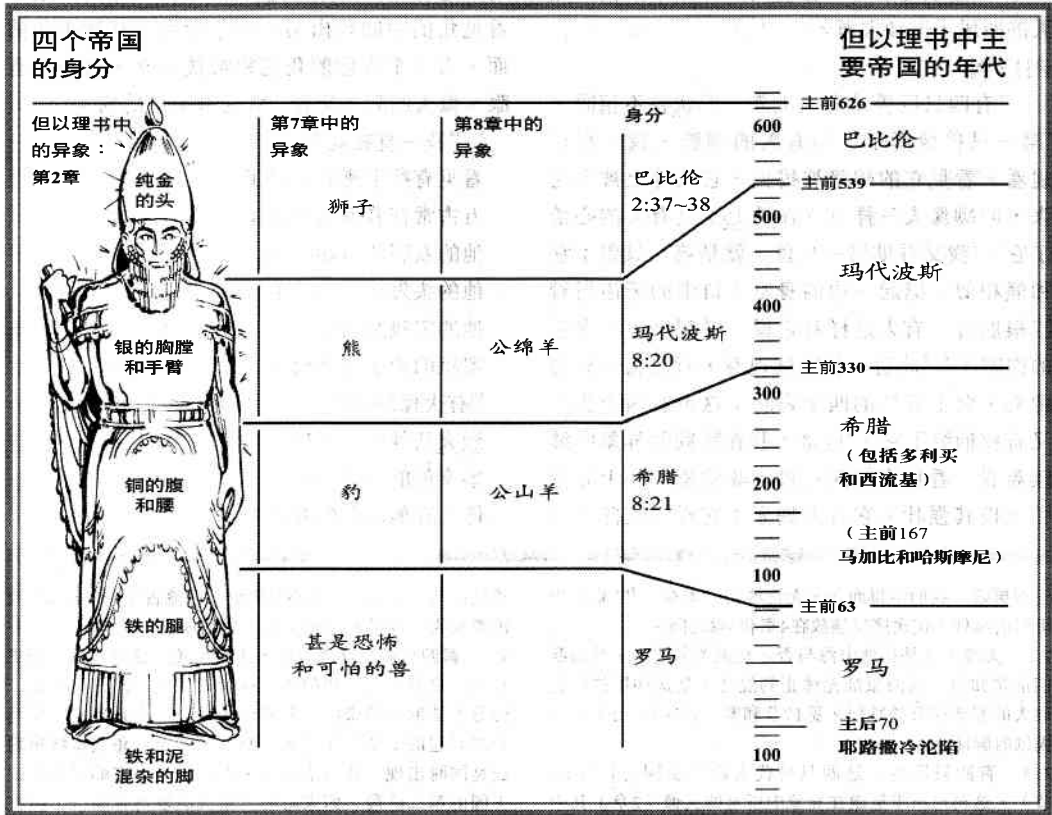 四个帝国
的身分
但以理书中主
要帝国的年代
但以理书中
的异象：
第2章
第7章中的
异象
第8章中的
异象
身分
纯金
的头
狮子
巴比伦
2:37~38
银的胸膛
和手臂
熊
公绵羊
玛代波斯
8:20
铜的腹
和腰
豹
公山羊
希腊
8:21
铁的腿
甚是恐怖
和可怕的兽
罗马
铁和泥
混杂的脚
主前626
600
巴比伦
主前539
500
玛代波斯
400
主前330
300
希腊
（包括多利买
和西流基）
200
（主前167
马加比和哈斯摩尼）
100
主前63
罗马
主后70
耶路撒冷沦陷
100